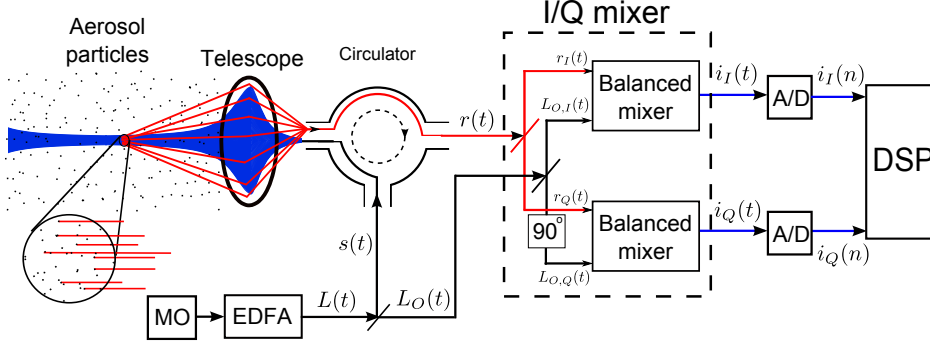 I/Q mixer
Aerosol
particles
Telescope
Circulator
r_I(t)
Balanced
mixer
i_I(t)
A/D
i_I(n)
L_{O,I}(t)
r(t)
DSP
r_Q(t)
90°
Balanced
mixer
i_Q(t)
A/D
i_Q(n)
L_{O,Q}(t)
s(t)
MO
EDFA
L(t)
L_O(t)